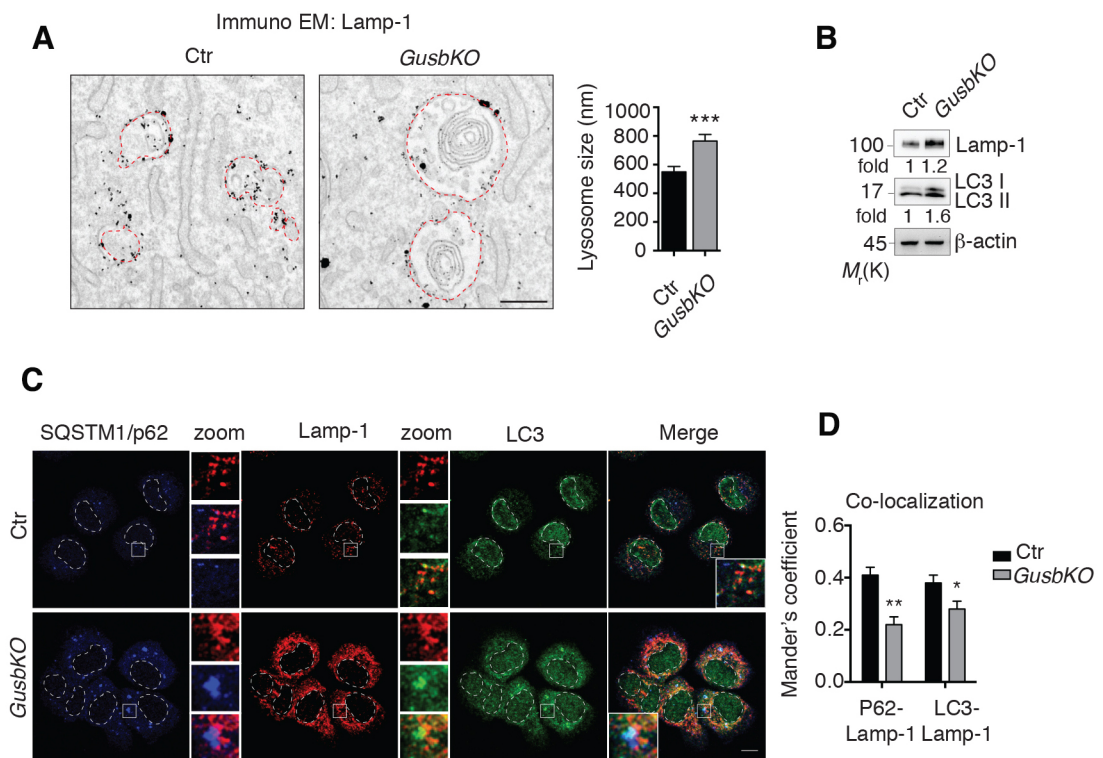 A
Immuno EM: Lamp-1
Ctr
GusbKO
Lysosome size (nm)
1000
800
600
400
200
0
***
Ctr
GusbKO
B
Ctr
GusbKO
100
Lamp-1
fold 1 1.2
17
LC3 I
LC3 II
fold 1 1.6
45
β-actin
Mr(K)
C
SQSTM1/p62
zoom
Lamp-1
zoom
LC3
Merge
Ctr
GusbKO
D
Co-localization
Mander's coefficient
0.6
0.4
0.2
0.0
**
*
Ctr
GusbKO
P62-
Lamp-1
LC3-
Lamp-1